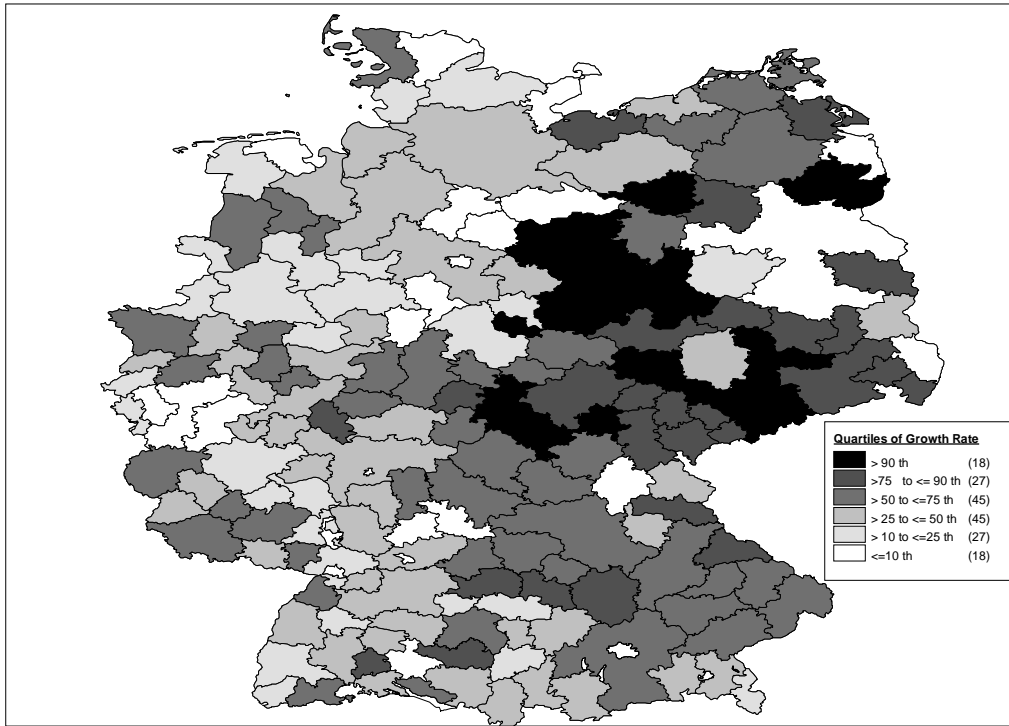 Quartiles of Growth Rate
> 90 th (18)
>75 to <= 90 th (27)
> 50 to <=75 th (45)
> 25 to <= 50 th (45)
> 10 to <=25 th (27)
<=10 th (18)